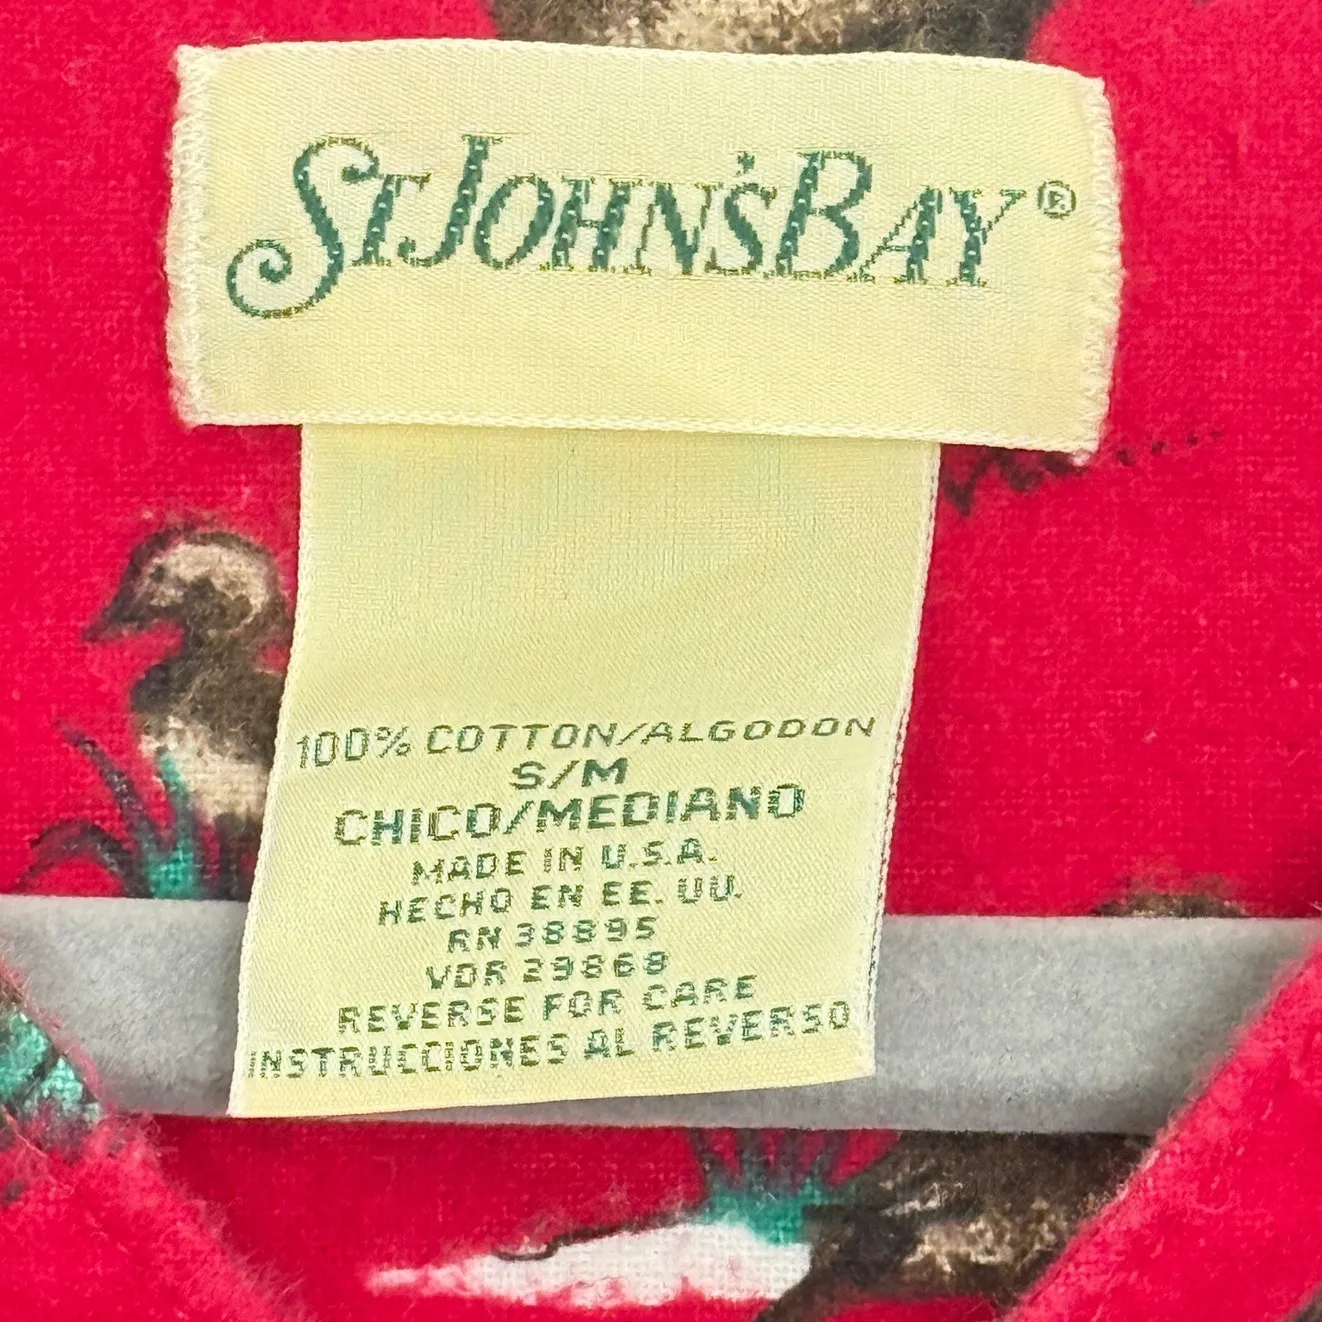 St. John's Bay®
100% COTTON/ALGODON
S/M
CHICO/MEDIANO
MADE IN U.S.A.
HECHO EN EE. UU.
RN 38895
VDR 29868
REVERSE FOR CARE
INSTRUCCIONES AL REVERSO